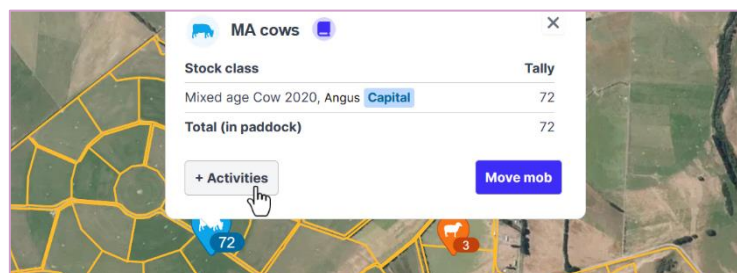 MA cows
Stock class Tally
Mixed age Cow 2020, Angus Capital 72
Total (in paddock) 72
+ Activities Move mob
72
3